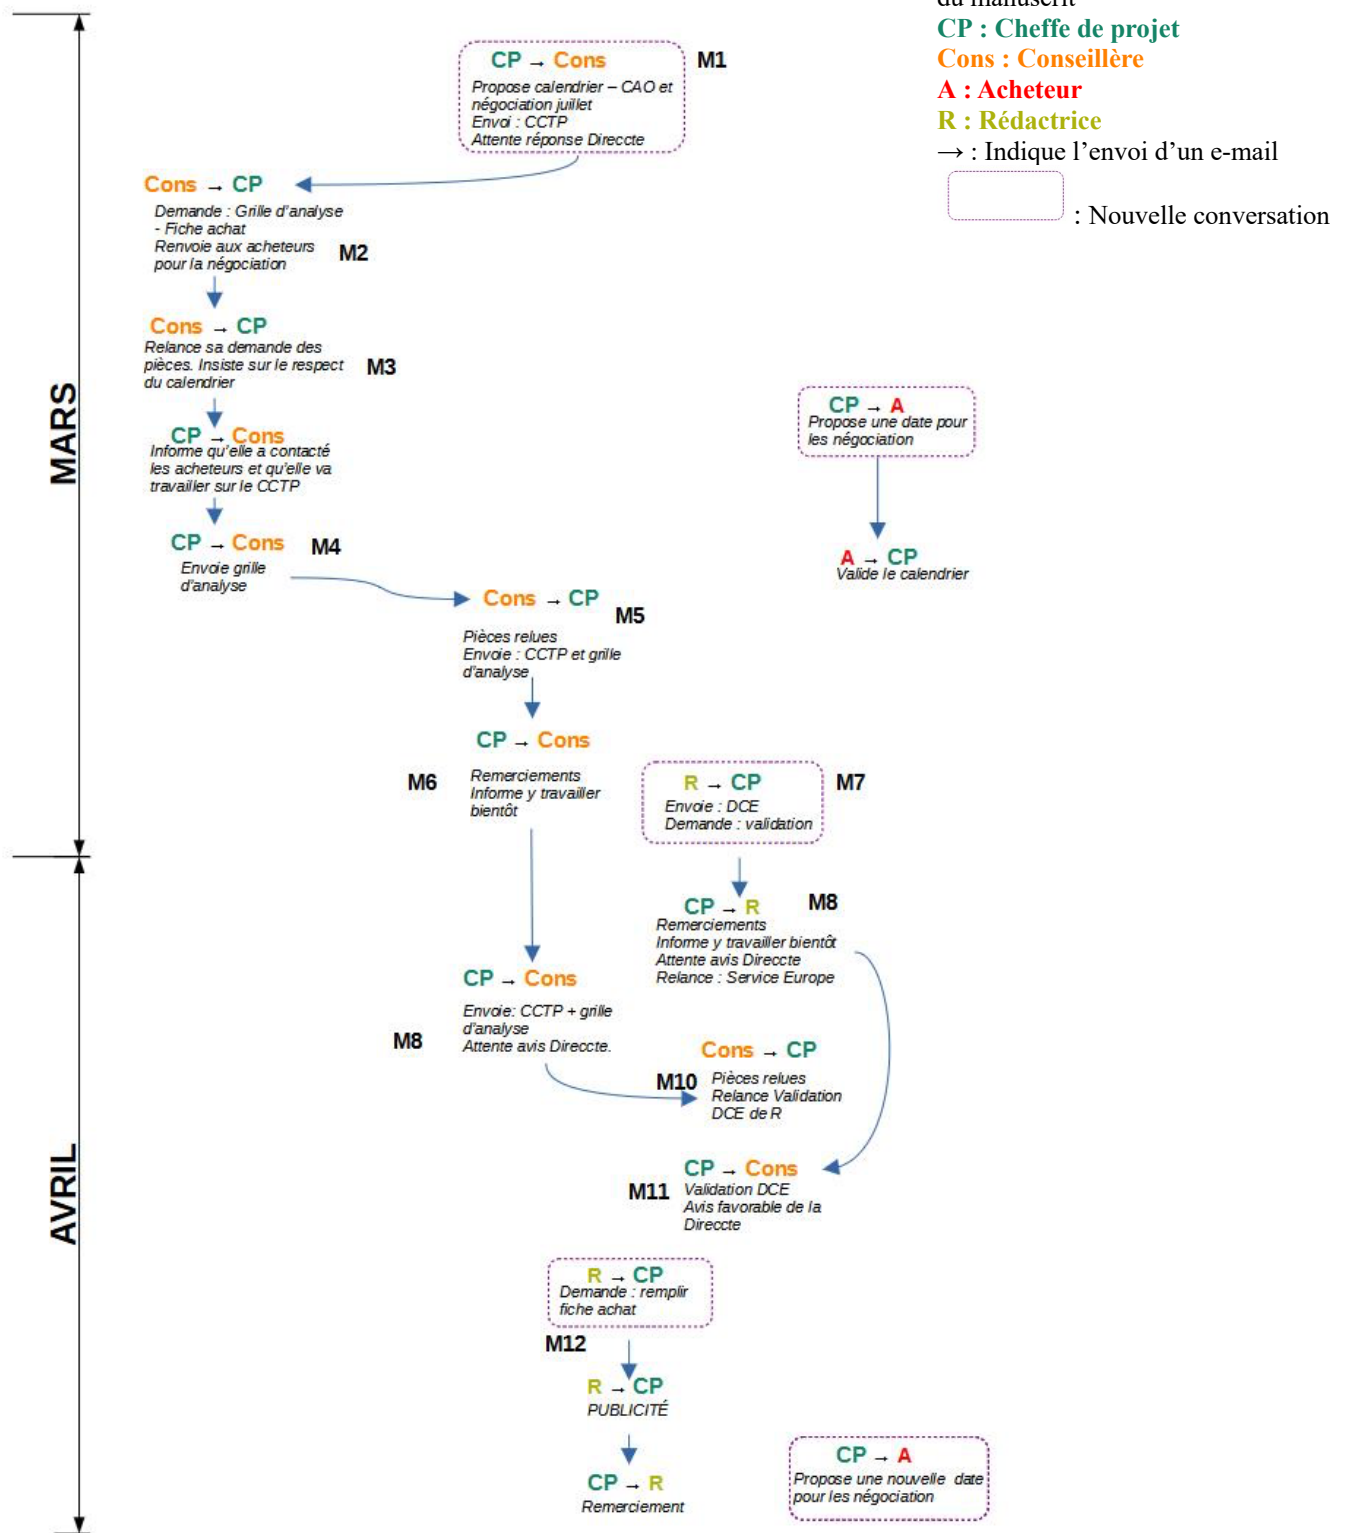 du manuscrit
CP : Cheffe de projet
Cons : Conseillère
A : Acheteur
R : Rédactrice
→ : Indique l'envoi d'un e-mail
: Nouvelle conversation
MARS
CP → Cons
M1
Propose calendrier – CAO et
négociation juillet
Envoi : CCTP
Attente réponse Direccte
Cons → CP
Demande : Grille d'analyse
- Fiche achat
Renvoie aux acheteurs
pour la négociation
M2
Cons → CP
Relance sa demande des
pièces. Insiste sur le respect
du calendrier
M3
CP → Cons
Informe qu'elle a contacté
les acheteurs et qu'elle va
travailler sur le CCTP
CP → A
Propose une date pour
les négociation
A → CP
Valide le calendrier
CP → Cons
M4
Envoie grille
d'analyse
Cons → CP
M5
Pièces relues
Envoie : CCTP et grille
d'analyse
CP → Cons
M6
Remerciements
Informe y travailler
bientôt
R → CP
M7
Envoie : DCE
Demande : validation
AVRIL
CP → R
M8
Remerciements
Informe y travailler bientôt
Attente avis Direccte
Relance : Service Europe
CP → Cons
Envoie: CCTP + grille
d'analyse
Attente avis Direccte.
M8
Cons → CP
M10
Pièces relues
Relance Validation
DCE de R
CP → Cons
M11
Validation DCE
Avis favorable de la
Direccte
R → CP
Demande : remplir
fiche achat
M12
R → CP
PUBLICITÉ
CP → R
Remerciement
CP → A
Propose une nouvelle date
pour les négociation